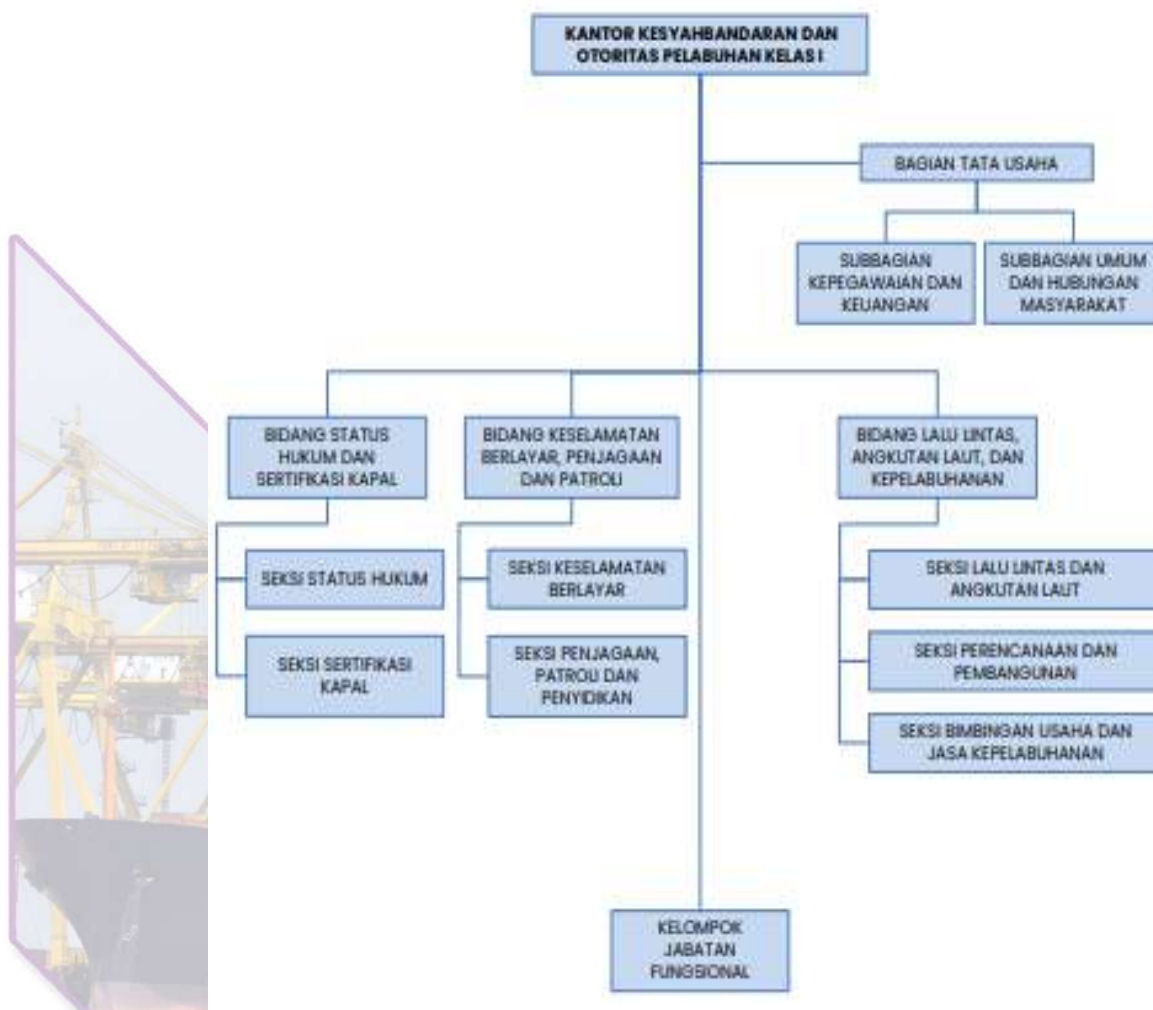 KANTOR KESYAHBANDARAN DAN
OTORITAS PELABUHAN KELAS I
BAGIAN TATA USAHA
SUBBAGIAN
KEPEGAWAIAN DAN
KEUANGAN
SUBBAGIAN UMUM
DAN HUBUNGAN
MASYARAKAT
BIDANG STATUS
HUKUM DAN
SERTIFIKASI KAPAL
BIDANG KESELAMATAN
BERLAYAR, PENJAGAAN
DAN PATROLI
BIDANG LALU LINTAS,
ANGKUTAN LAUT, DAN
KEPELABUHANAN
SEKSI STATUS HUKUM
SEKSI SERTIFIKASI
KAPAL
SEKSI KESELAMATAN
BERLAYAR
SEKSI PENJAGAAN,
PATROLI DAN
PENYIDIKAN
SEKSI LALU LINTAS DAN
ANGKUTAN LAUT
SEKSI PERENCANAAN DAN
PEMBANGUNAN
SEKSI BIMBINGAN USAHA DAN
JASA KEPELABUHANAN
KELOMPOK
JABATAN
FUNGSIONAL